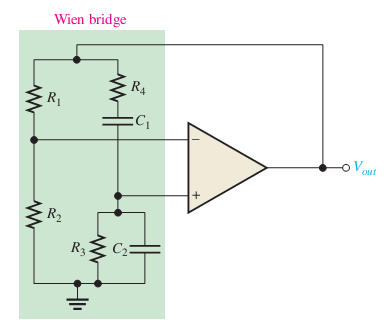 Wien bridge
R1
R4
C1
−
Vout
+
R2
R3
C2